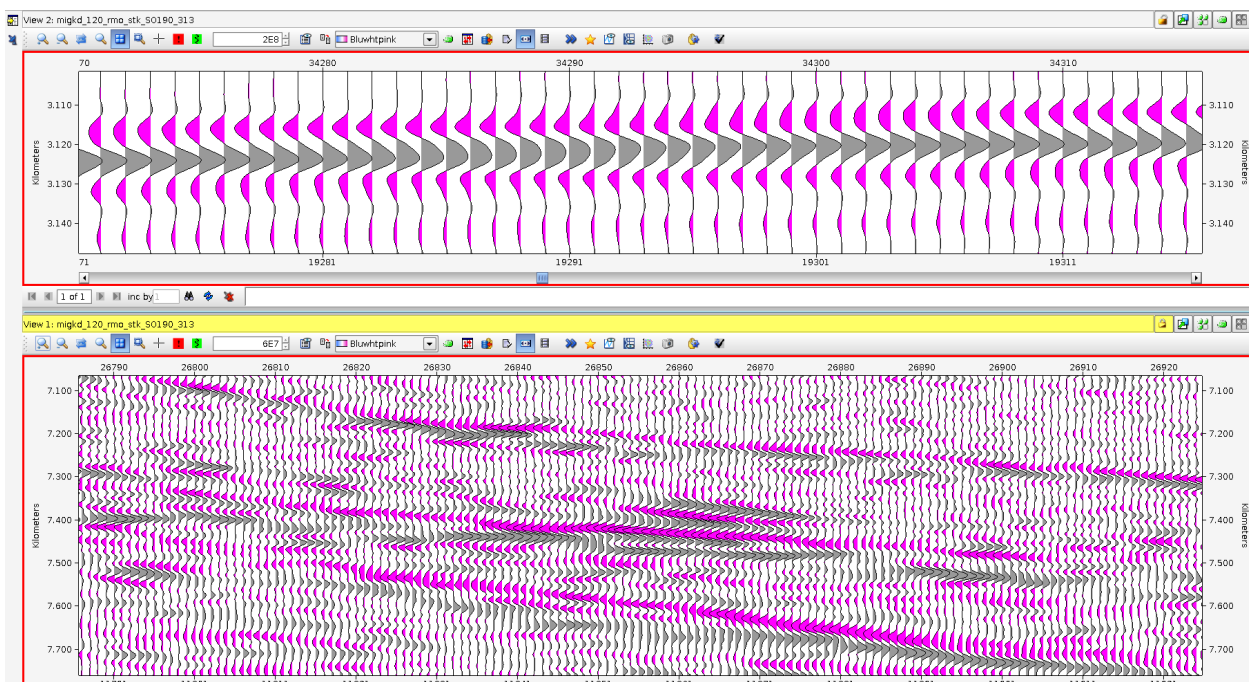 View 2: migkd_120_rmo_stk_S0190_313
2E8 Bluwhtpink
70 34280 34290 34300 34310
3.110 3.110
3.120 3.120
3.130 3.130
3.140 3.140
Kilometers Kilometers
71 19281 19291 19301 19311
1 of 1 inc by 1
View 1: migkd_120_rmo_stk_S0190_313
6E7 Bluwhtpink
26790 26800 26810 26820 26830 26840 26850 26860 26870 26880 26890 26900 26910 26920
7.100 7.100
7.200 7.200
7.300 7.300
7.400 7.400
Kilometers Kilometers
7.500 7.500
7.600 7.600
7.700 7.700